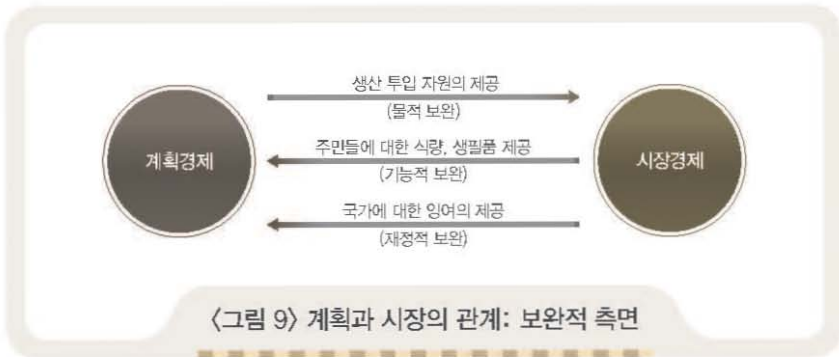 생산 투입 자원의 제공
(물적 보완)
계획경제
주민들에 대한 식량, 생필품 제공
(기능적 보완)
시장경제
국가에 대한 잉여의 제공
(재정적 보완)
〈그림 9〉 계획과 시장의 관계: 보완적 측면